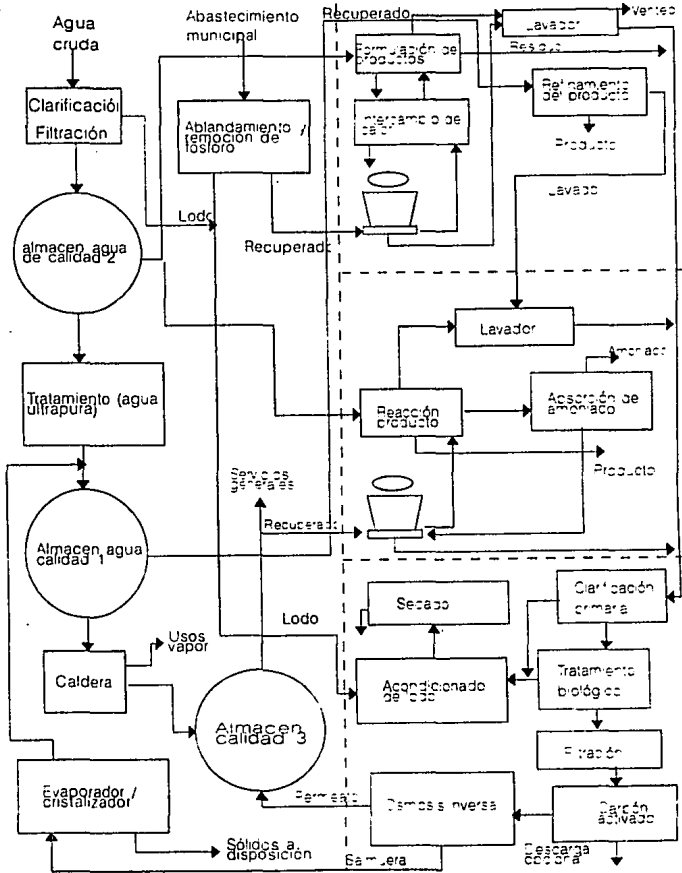 Agua
cruda
Abastecimiento
municipal
Recuperado
Lavador
Venteo
Clarificación
Filtración
Ablandamiento /
remoción de
fósforo
Formulación de
productos
Residuo
Refinamiento
del producto
Intercambio de
calor
Producto
Lavado
Lodo
Recuperado
almacen agua
de calidad 2
Lavador
Amoniaco
Tratamiento (agua
ultrapura)
Reacción
producto
Absorción de
amoniaco
Producto
Servicios
generales
Recuperado
Almacen agua
calidad 1
Clarificación
primaria
Secado
Lodo
Usos
vapor
Caldera
Acondicionado
de lodo
Tratamiento
biológico
Almacen
calidad 3
Filtración
Evaporador /
cristalizador
Permeato
Osmosis inversa
Carbón
activado
Sólidos a
disposición
Salmuera
Descarga
opcional